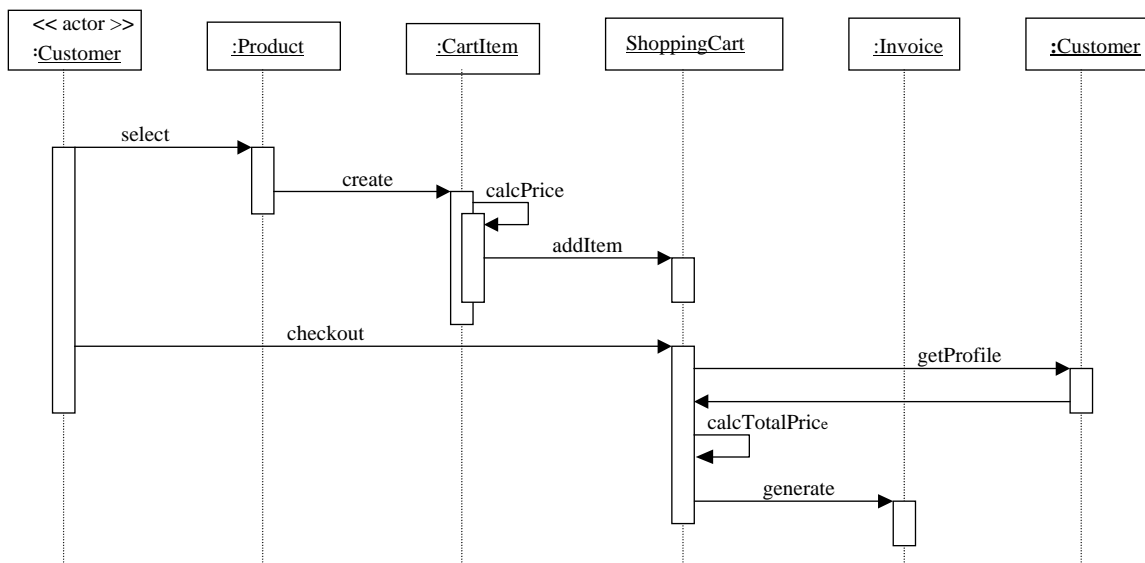 << actor >>
:Customer
:Product
:CartItem
ShoppingCart
:Invoice
:Customer
select
create
calcPrice
addItem
checkout
getProfile
calcTotalPrice
generate